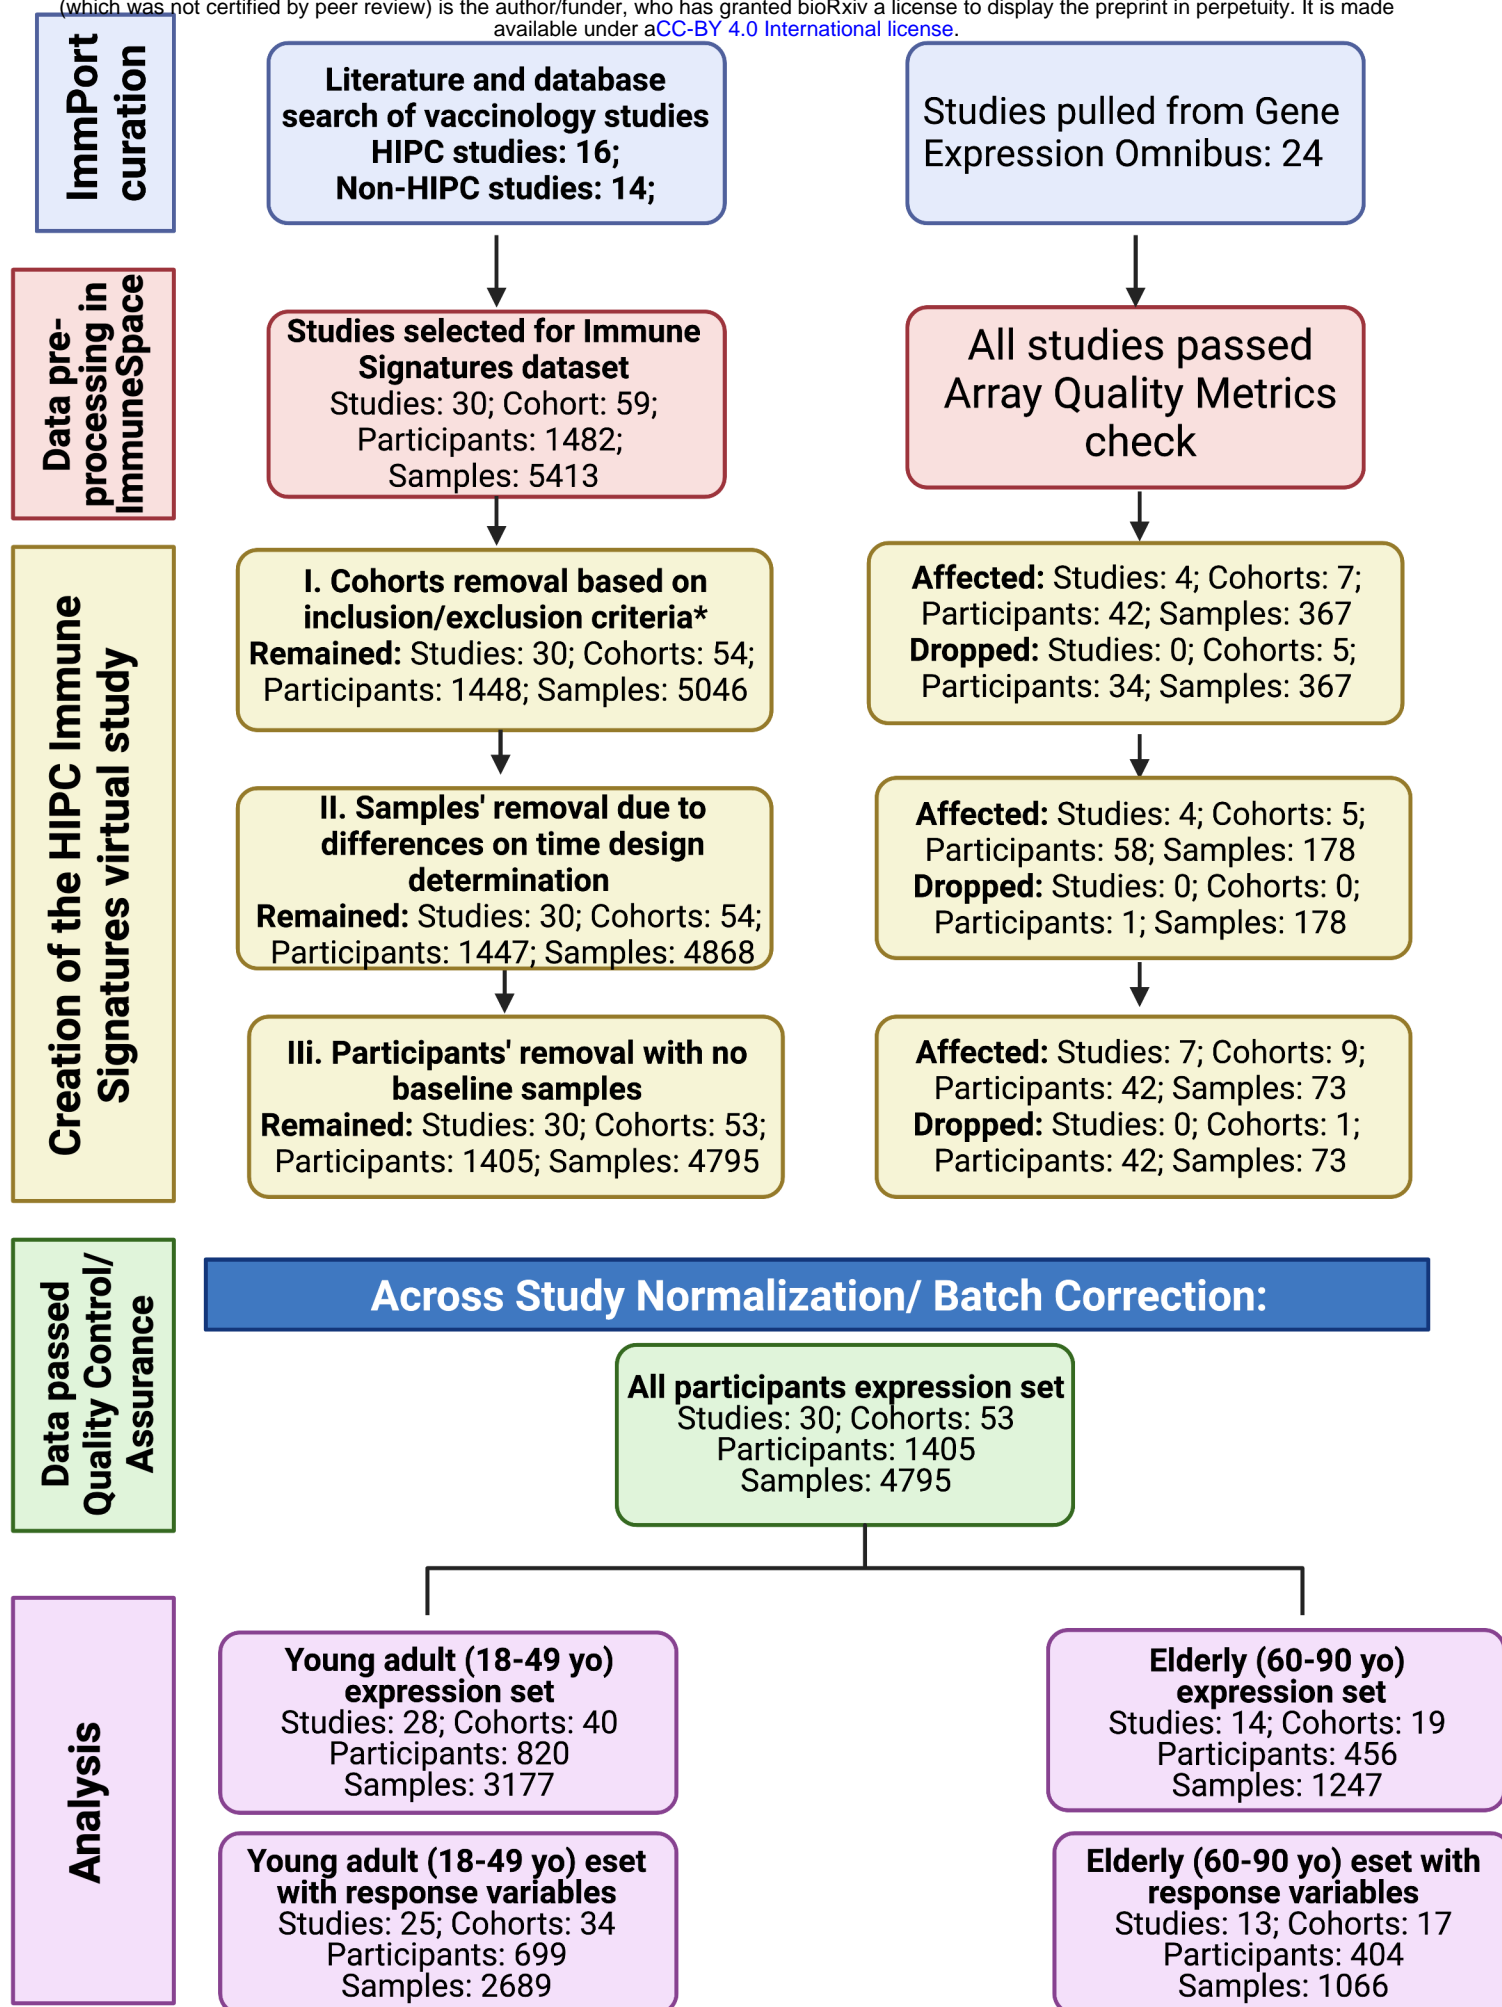 (which was not certified by peer review) is the author/funder, who has granted bioRxiv a license to display the preprint in perpetuity. It is made
available under aCC-BY 4.0 International license.
ImmPort
curation
Literature and database
search of vaccinology studies
HIPC studies: 16;
Non-HIPC studies: 14;
Studies pulled from Gene
Expression Omnibus: 24
Data pre-
processing in
ImmuneSpace
Studies selected for Immune
Signatures dataset
Studies: 30; Cohort: 59;
Participants: 1482;
Samples: 5413
All studies passed
Array Quality Metrics
check
Creation of the HIPC Immune
Signatures virtual study
I. Cohorts removal based on
inclusion/exclusion criteria*
Remained: Studies: 30; Cohorts: 54;
Participants: 1448; Samples: 5046
Affected: Studies: 4; Cohorts: 7;
Participants: 42; Samples: 367
Dropped: Studies: 0; Cohorts: 5;
Participants: 34; Samples: 367
II. Samples' removal due to
differences on time design
determination
Remained: Studies: 30; Cohorts: 54;
Participants: 1447; Samples: 4868
Affected: Studies: 4; Cohorts: 5;
Participants: 58; Samples: 178
Dropped: Studies: 0; Cohorts: 0;
Participants: 1; Samples: 178
IIi. Participants' removal with no
baseline samples
Remained: Studies: 30; Cohorts: 53;
Participants: 1405; Samples: 4795
Affected: Studies: 7; Cohorts: 9;
Participants: 42; Samples: 73
Dropped: Studies: 0; Cohorts: 1;
Participants: 42; Samples: 73
Data passed
Quality Control/
Assurance
Across Study Normalization/ Batch Correction:
All participants expression set
Studies: 30; Cohorts: 53
Participants: 1405
Samples: 4795
Analysis
Young adult (18-49 yo)
expression set
Studies: 28; Cohorts: 40
Participants: 820
Samples: 3177
Elderly (60-90 yo)
expression set
Studies: 14; Cohorts: 19
Participants: 456
Samples: 1247
Young adult (18-49 yo) eset
with response variables
Studies: 25; Cohorts: 34
Participants: 699
Samples: 2689
Elderly (60-90 yo) eset with
response variables
Studies: 13; Cohorts: 17
Participants: 404
Samples: 1066